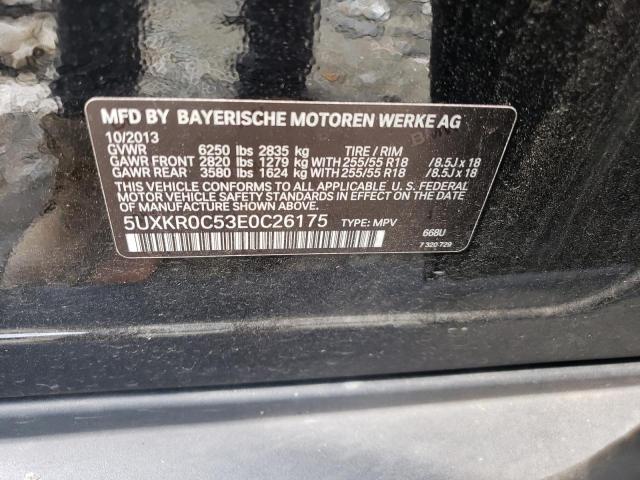 MFD BY BAYERISCHE MOTOREN WERKE AG
10/2013
GVWR 6250 lbs 2835 kg TIRE / RIM
GAWR FRONT 2820 lbs 1279 kg WITH 255/55 R18 /8.5J x 18
GAWR REAR 3580 lbs 1624 kg WITH 255/55 R18 /8.5J x 18
THIS VEHICLE CONFORMS TO ALL APPLICABLE U. S. FEDERAL
MOTOR VEHICLE SAFETY STANDARDS IN EFFECT ON THE DATE
OF MANUFACTURE SHOWN ABOVE.
5UXKR0C53E0C26175 TYPE: MPV
668U
7 320 729